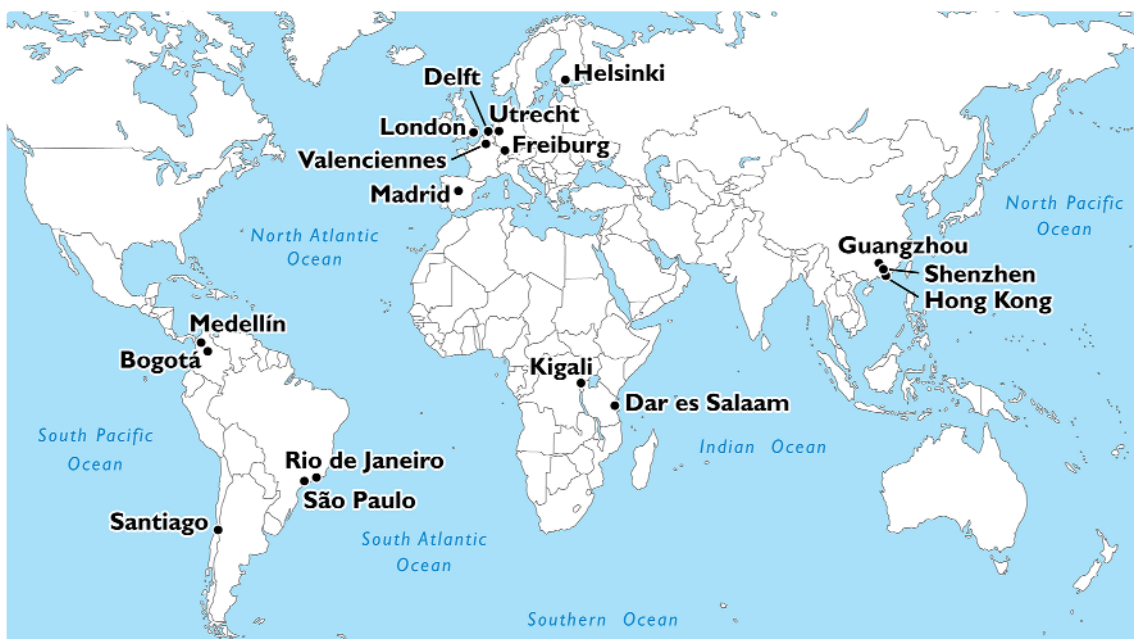 Helsinki
Delft
Utrecht
London
Freiburg
Valenciennes
Madrid
North Pacific
Ocean
North Atlantic
Ocean
Guangzhou
Shenzhen
Hong Kong
Medellín
Bogotá
Kigali
Dar es Salaam
South Pacific
Ocean
Indian Ocean
Rio de Janeiro
São Paulo
Santiago
South Atlantic
Ocean
Southern Ocean